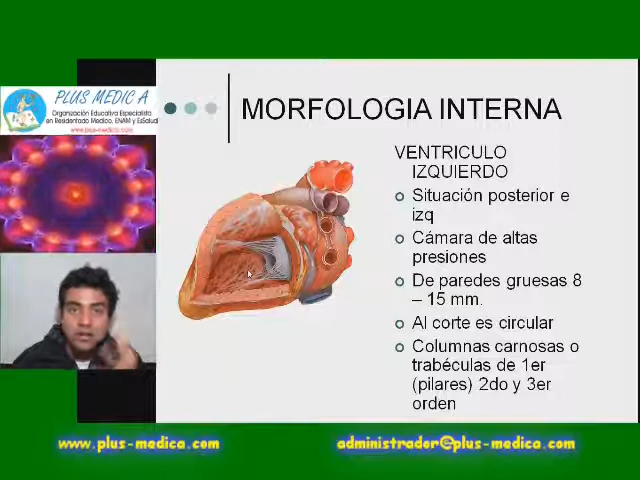 PLUS MEDIC A
Organización Educativa Especialista
en Residentado Medico, ENAM y EsSalud
www.plus-medica.com
MORFOLOGIA INTERNA
VENTRICULO
IZQUIERDO
Situación posterior e
izq
Cámara de altas
presiones
De paredes gruesas 8
– 15 mm.
Al corte es circular
Columnas carnosas o
trabéculas de 1er
(pilares) 2do y 3er
orden
www.plus-medica.com
administrador@plus-medica.com